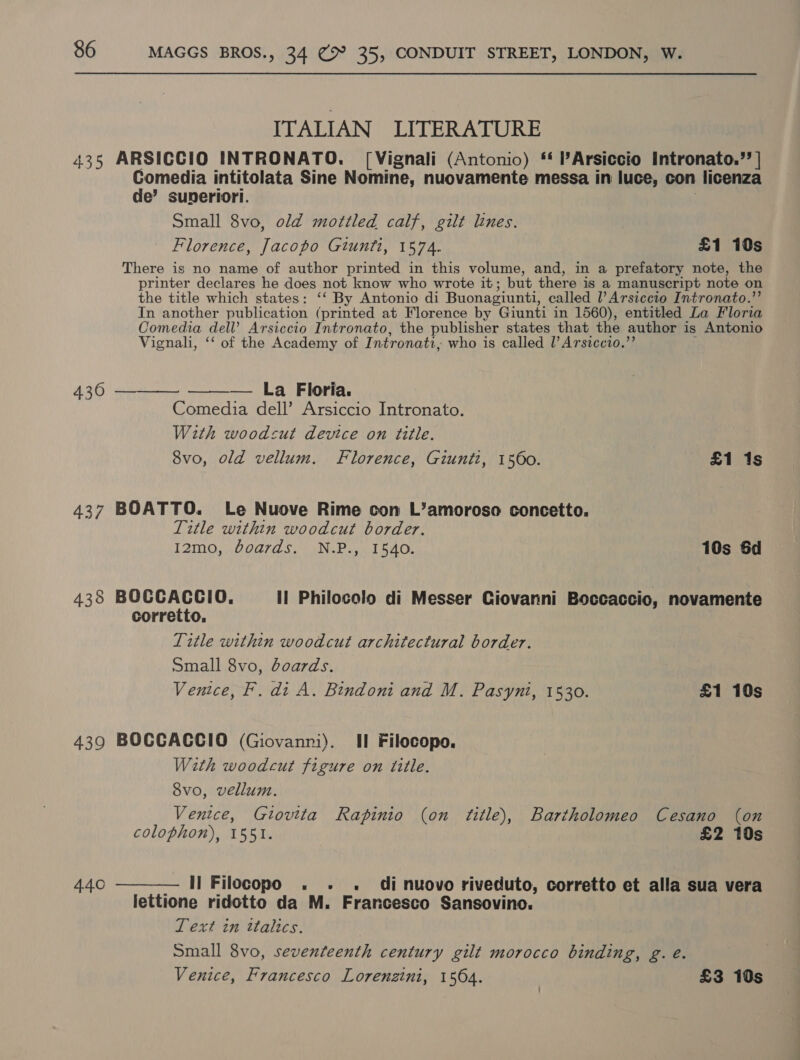 86 MAGGS BROS., 34 & 35, CONDUIT STREET, LONDON, W.
ITALIAN LITERATURE
435 ARSICCIO INTRONATO. [Vignali (Antonio) “ l’Arsiccio Intronato.”]
Comedia intitolata Sine Nomine, nuovamente messa in luce, con licenza
de’ superiori.
Small 8vo, old mottled calf, gilt lines.
Florence, Jacopo Giunti, 1574. £1 10s
There is no name of author printed in this volume, and, in a prefatory note, the
printer declares he does not know who wrote it; but there is a manuscript note on
the title which states: “ By Antonio di Buonagiunti, called l’Arsiccio Intronato.”
In another publication (printed at Florence by Giunti in 1560), entitled La Floria
Comedia dell’ Arsiccio Intronato, the publisher states that the author is Antonio
Vignali, “ of the Academy of Intronati, who is called l’Arsiccio.”
436 ——— ——— La Floria.
Comedia dell’ Arsiccio Intronato.
With woodcut device on title.
8vo, old vellum. Florence, Giunti, 1560. £1 1s
437 BOATTO. Le Nuove Rime con L’amoroso concetto.
Title within woodcut border.
12mo, boards. N.P., 1540. 10s 6d
438 BOCCACCIO. Il Philocolo di Messer Giovanni Boccaccio, novamente
corretto.
Title within woodcut architectural border.
Small 8vo, boards.
Venice, F. di A. Bindoni and M. Pasyni, 1530. £1 10s
439 BOCCACCIO (Giovanni). Il Filocopo.
With woodcut figure on title.
8vo, vellum.
Venice, Giovita Rapinio (on title), Bartholomeo Cesano (on
colophon), 1551. £2 10s
440 ——— Il Filocopo . . . di nuovo riveduto, corretto et alla sua vera
lettione ridotto da M. Francesco Sansovino.
Text in italics.
Small 8vo, seventeenth century gilt morocco binding, g. e.
Venice, Francesco Lorenzini, 1564. £3 10s